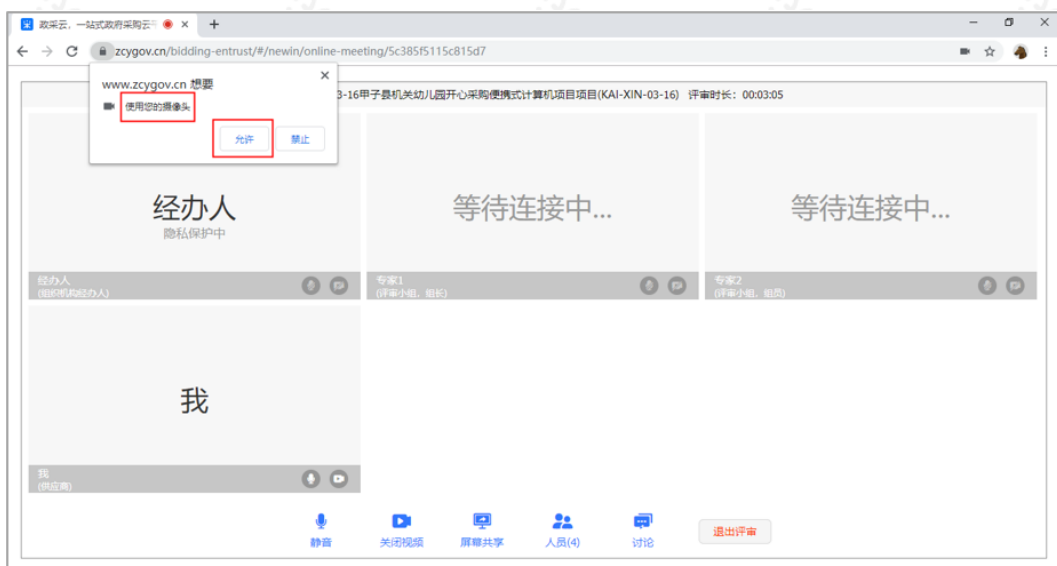 政采云，一站式政府采购云平
zcygov.cn/bidding-entrust/#/newin/online-meeting/5c385f5115c815d7
www.zcygov.cn 想要
使用您的摄像头
允许 禁止
3-16甲子县机关幼儿园开心采购便携式计算机项目项目(KAI-XIN-03-16) 评审时长：00:03:05
经办人
隐私保护中
等待连接中...
等待连接中...
经办人
(组织机构经办人)
专家1
(评审小组、组长)
专家2
(评审小组、组员)
我
我
(供应商)
静音 关闭视频 屏幕共享 人员(4) 讨论 退出评审